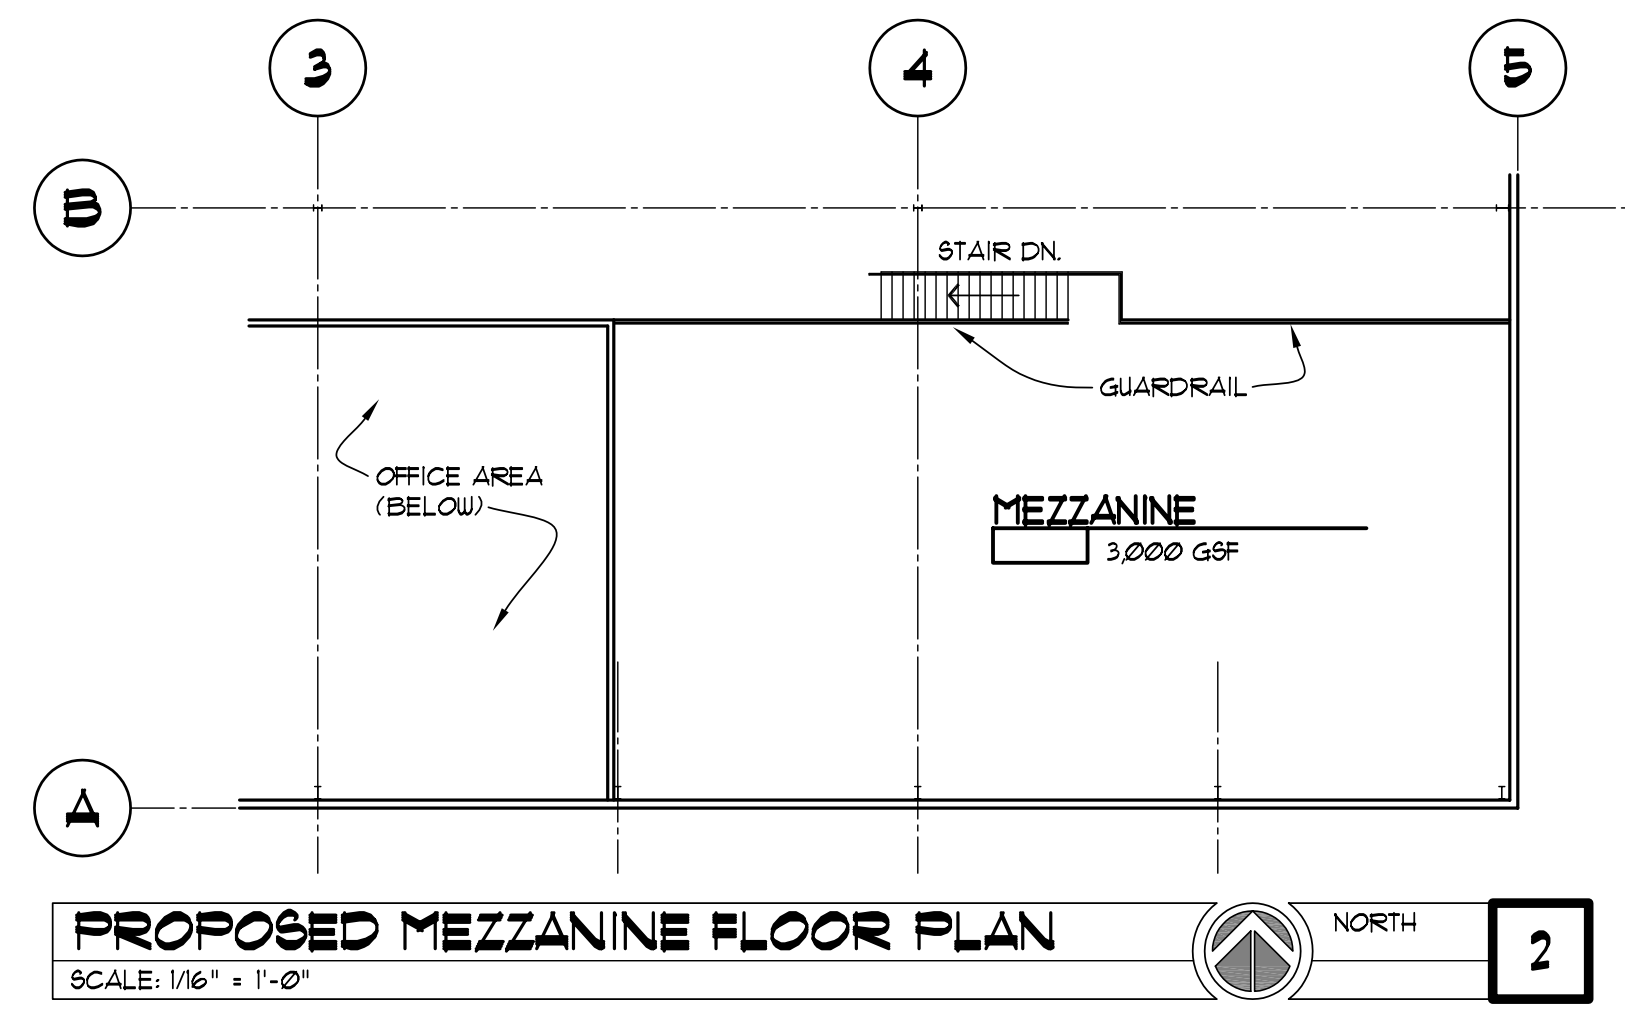 3
4
5
B
STAIR DN.
GUARDRAIL
OFFICE AREA
(BELOW)
MEZZANINE
3,000 GSF
A
PROPOSED MEZZANINE FLOOR PLAN
NORTH
2
SCALE: 1/16" = 1'-0"